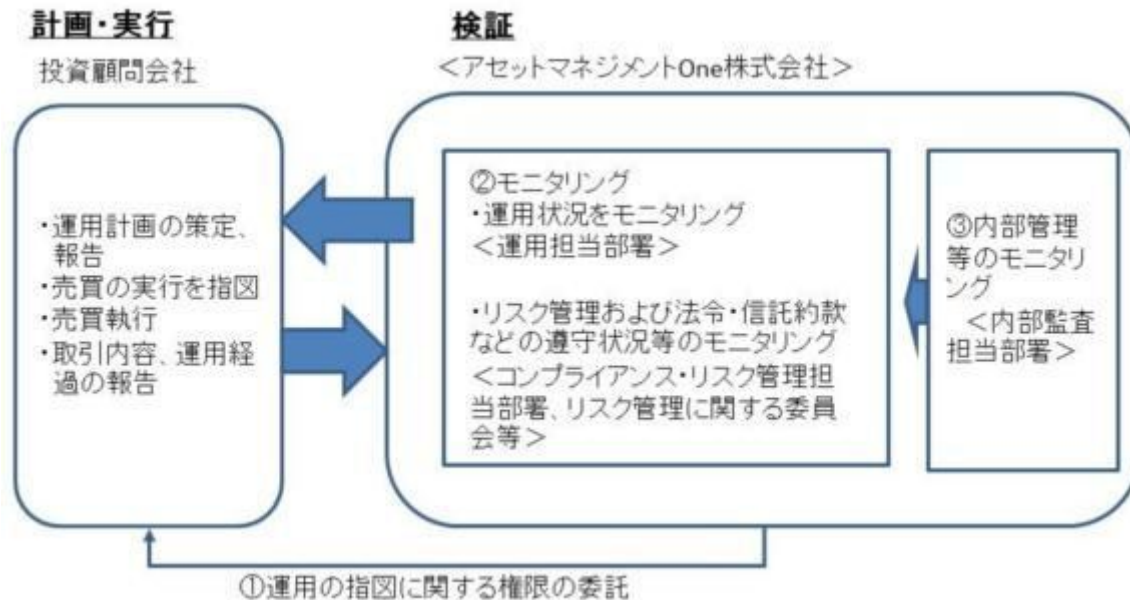 計画・実行
投資顧問会社
・運用計画の策定、
報告
・売買の実行を指図
・売買執行
・取引内容、運用経
過の報告
検証
＜アセットマネジメントOne株式会社＞
②モニタリング
・運用状況をモニタリング
＜運用担当部署＞
・リスク管理および法令・信託約款
などの遵守状況等のモニタリング
＜コンプライアンス・リスク管理担
当部署、リスク管理に関する委員
会等＞
③内部管理
等のモニタリ
ング
＜内部監査
担当部署＞
①運用の指図に関する権限の委託